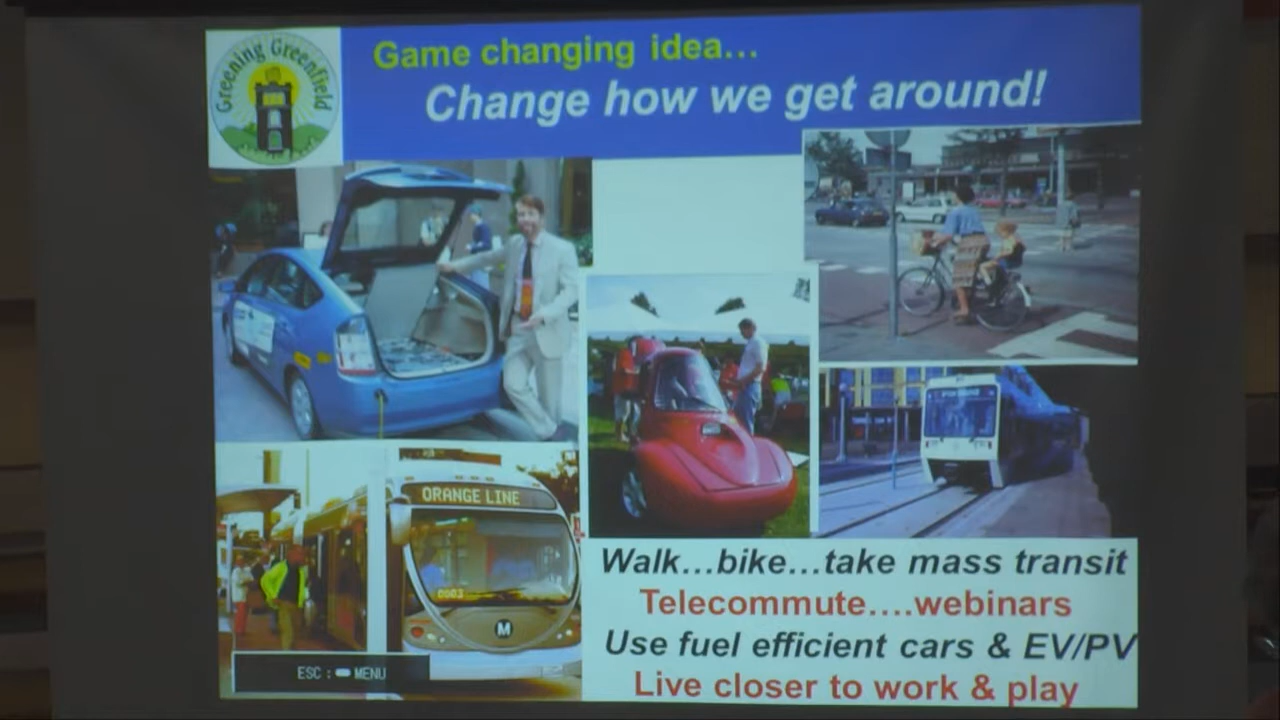 Greening Greenfield
Game changing idea...
Change how we get around!
ORANGE LINE
0003
M
ESC : MENU
Walk...bike...take mass transit
Telecommute....webinars
Use fuel efficient cars & EV/PV
Live closer to work & play